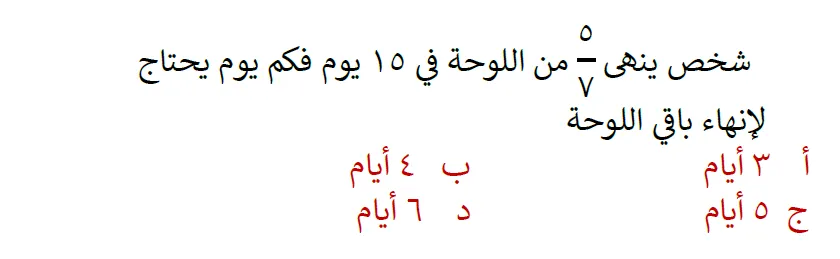 شخص ينهى ٥/٧ من اللوحة في ١٥ يوم فكم يوم يحتاج
لإنهاء باقي اللوحة
أ ٣ أيام ب ٤ أيام
ج ٥ أيام د ٦ أيام